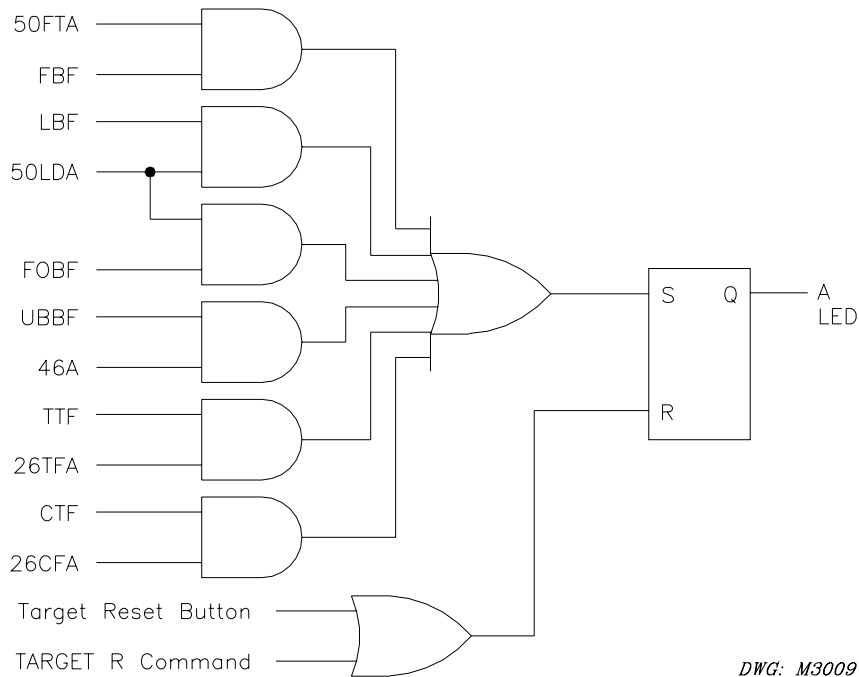 50FTA
FBF
LBF
50LDA
FOBF
UBBF
46A
TTF
26TFA
CTF
26CFA
S Q
A
LED
R
Target Reset Button
TARGET R Command
DWG: M3009